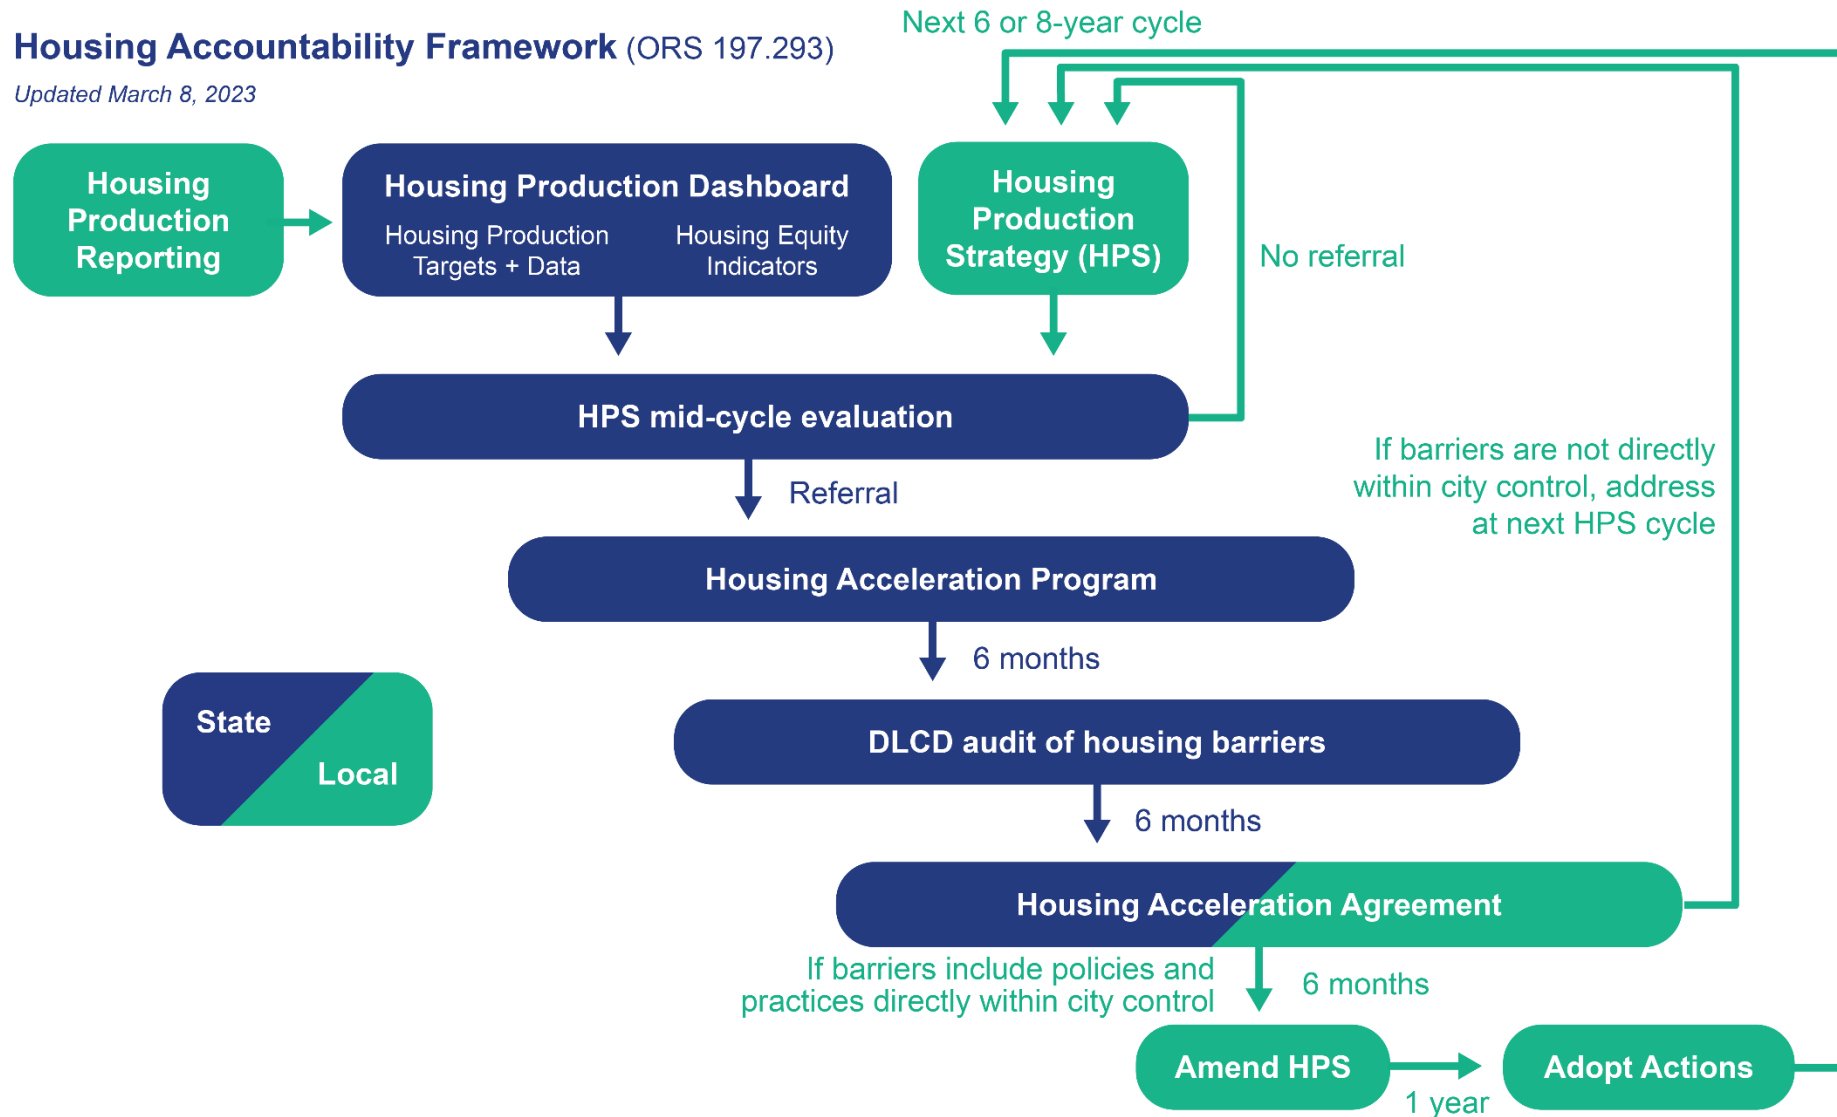 Housing Accountability Framework (ORS 197.293)
Updated March 8, 2023
Next 6 or 8-year cycle
Housing
Production
Reporting
Housing Production Dashboard
Housing Production
Targets + Data
Housing Equity
Indicators
Housing
Production
Strategy (HPS)
No referral
HPS mid-cycle evaluation
If barriers are not directly
within city control, address
at next HPS cycle
Referral
Housing Acceleration Program
6 months
State
Local
DLCD audit of housing barriers
6 months
Housing Acceleration Agreement
If barriers include policies and
practices directly within city control
6 months
Amend HPS
1 year
Adopt Actions